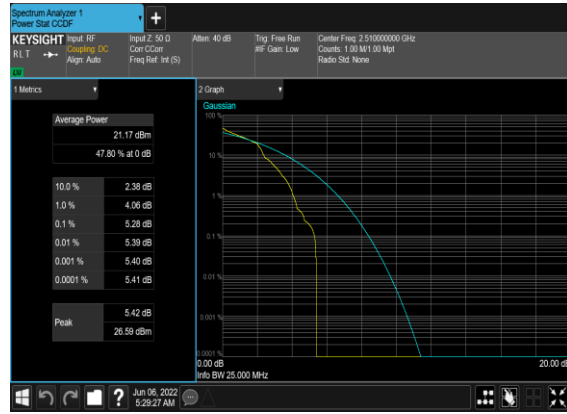 Spectrum Analyzer 1
Power Stat CCDF
KEYSIGHT
RLT
Input: RF
Coupling: DC
Align: Auto
Input Z: 50 Ω
Corr CCorr
Freq Ref: Int (S)
Atten: 40 dB
Trig: Free Run
#IF Gain: Low
Center Freq: 2.510000000 GHz
Counts: 1.00 M/1.00 Mpt
Radio Std: None
1 Metrics
Average Power
21.17 dBm
47.80 % at 0 dB
10.0 % 2.38 dB
1.0 % 4.06 dB
0.1 % 5.28 dB
0.01 % 5.39 dB
0.001 % 5.40 dB
0.0001 % 5.41 dB
Peak
5.42 dB
26.59 dBm
2 Graph
Gaussian
100 %
10 %
1 %
0.1 %
0.01 %
0.001 %
0.0001 %
0.00 dB
20.00 dB
Info BW 25.000 MHz
?
Jun 06, 2022
5:29:27 AM